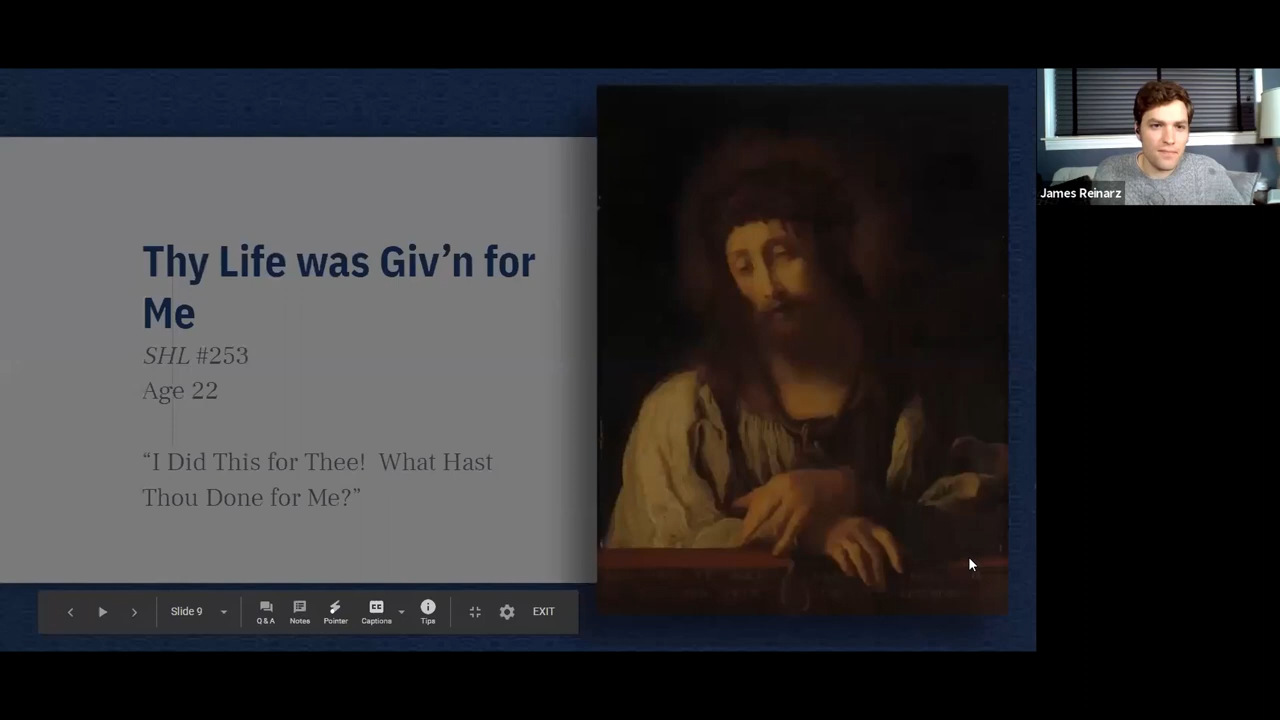 Thy Life was Giv’n for
Me
SHL #253
Age 22
“I Did This for Thee!  What Hast
Thou Done for Me?”
James Reinarz
Slide 9
Q & A
Notes
Pointer
Captions
Tips
EXIT